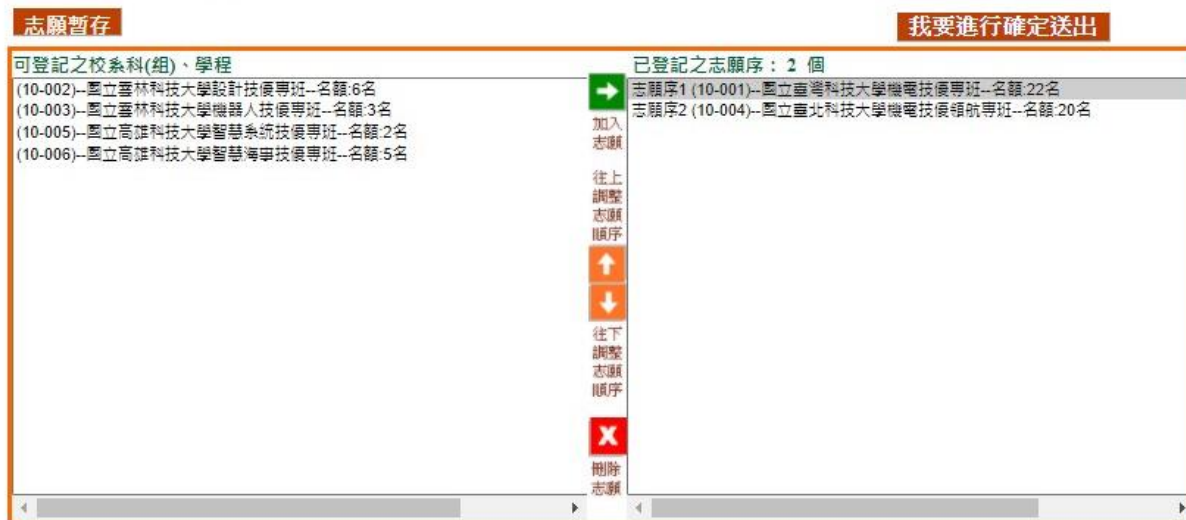 志願暫存
我要進行確定送出
可登記之校系科(組)、學程
(10-002)--國立雲林科技大學設計技優專班--名額:6名
(10-003)--國立雲林科技大學機器人技優專班--名額:3名
(10-005)--國立高雄科技大學智慧系統技優專班--名額:2名
(10-006)--國立高雄科技大學智慧海事技優專班--名額:5名
加入
志願
往上
調整
志願
順序
往下
調整
志願
順序
X
刪除
志願
已登記之志願序：2 個
志願序1 (10-001)--國立臺灣科技大學機電技優專班--名額:22名
志願序2 (10-004)--國立臺北科技大學機電技優領航專班--名額:20名